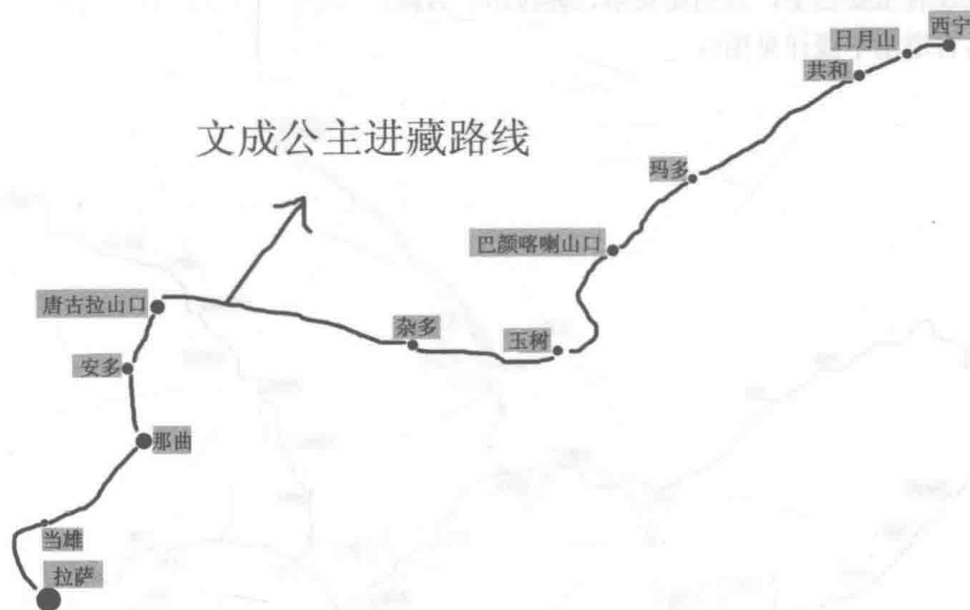 西宁
日月山
共和
文成公主进藏路线
玛多
巴颜喀喇山口
唐古拉山口
杂多
玉树
安多
那曲
当雄
拉萨